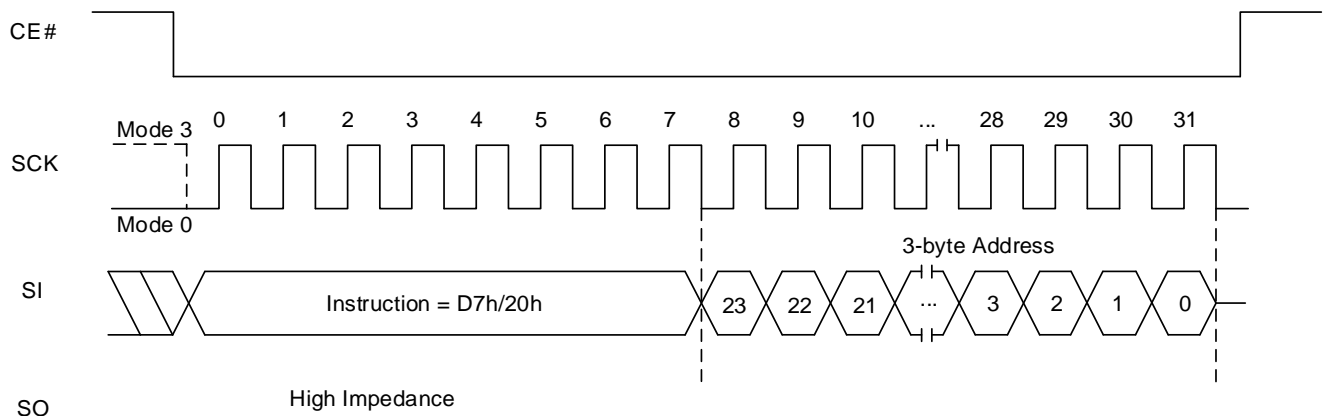 CE#
0 1 2 3 4 5 6 7 8 9 10 ... 28 29 30 31
Mode 3
SCK
Mode 0
3-byte Address
SI
Instruction = D7h/20h 23 22 21 ... 3 2 1 0
High Impedance
SO